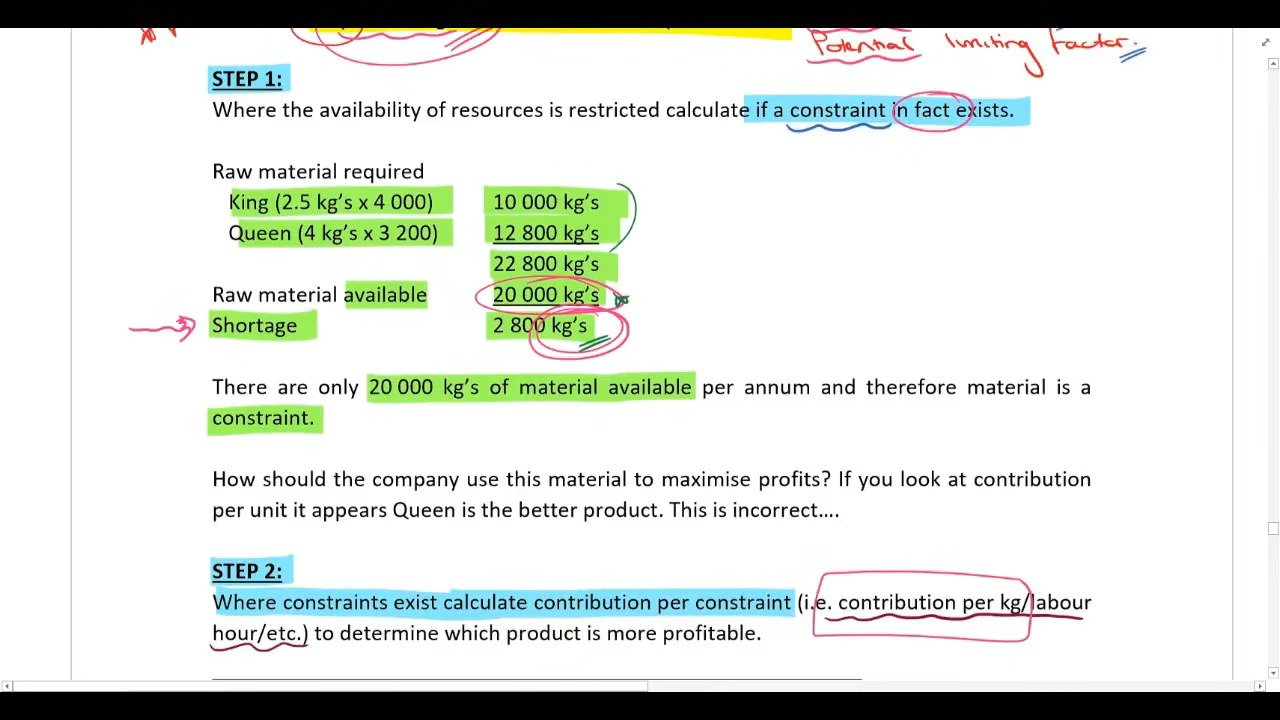 Potential limiting factor.
STEP 1:
Where the availability of resources is restricted calculate if a constraint in fact exists.
Raw material required
King (2.5 kg's x 4 000) 10 000 kg's
Queen (4 kg's x 3 200) 12 800 kg's
22 800 kg's
Raw material available 20 000 kg's
Shortage 2 800 kg's
There are only 20 000 kg's of material available per annum and therefore material is a
constraint.
How should the company use this material to maximise profits? If you look at contribution
per unit it appears Queen is the better product. This is incorrect....
STEP 2:
Where constraints exist calculate contribution per constraint (i.e. contribution per kg/labour
hour/etc.) to determine which product is more profitable.